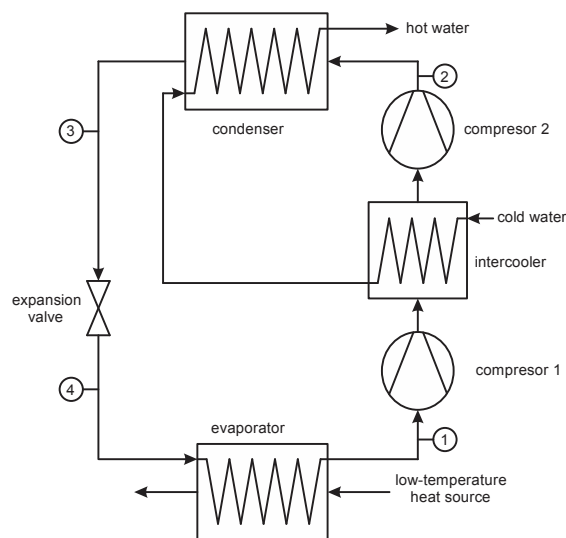 hot water
2
condenser
3
compresor 2
cold water
intercooler
expansion
valve
compresor 1
4
evaporator
1
low-temperature
heat source